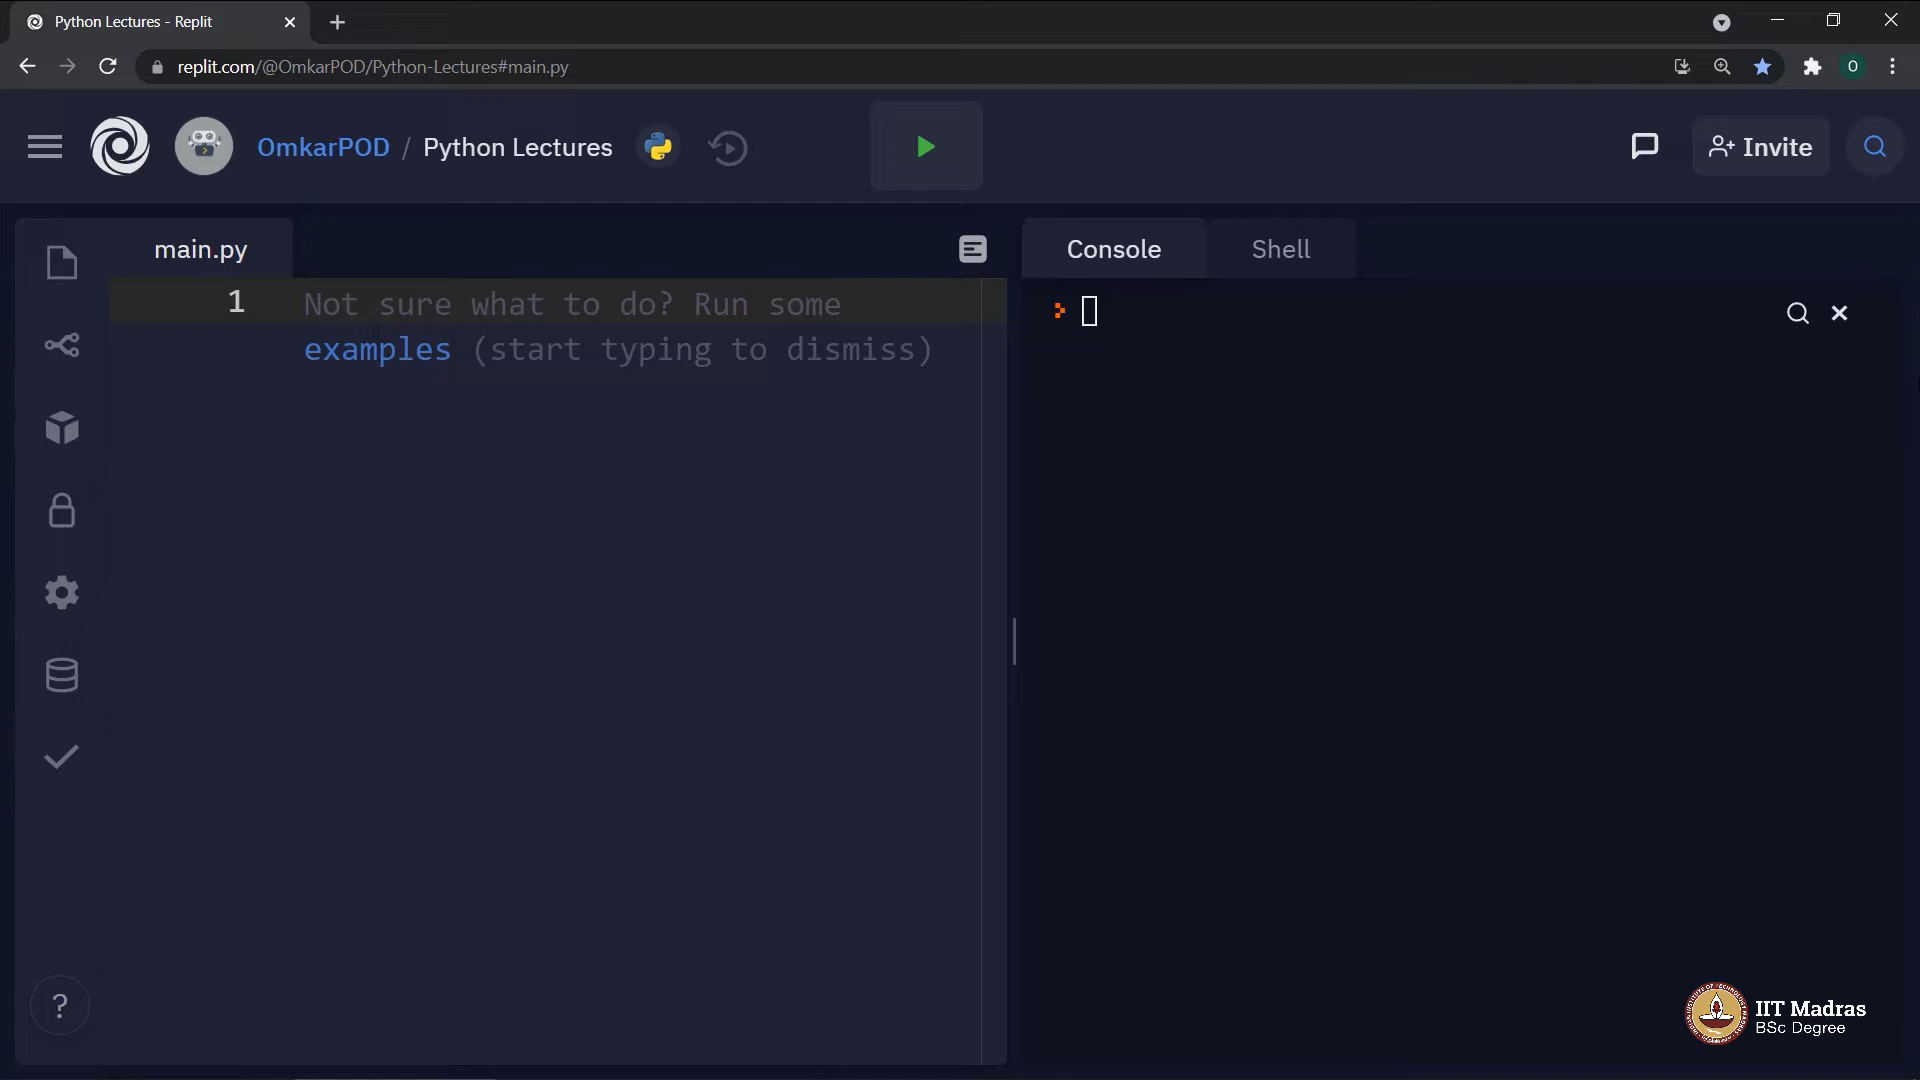 Python Lectures - Replit
replit.com/@OmkarPOD/Python-Lectures#main.py
O
OmkarPOD / Python Lectures
Invite
main.py
Console
Shell
1
Not sure what to do? Run some
examples (start typing to dismiss)
?
IIT Madras
BSc Degree